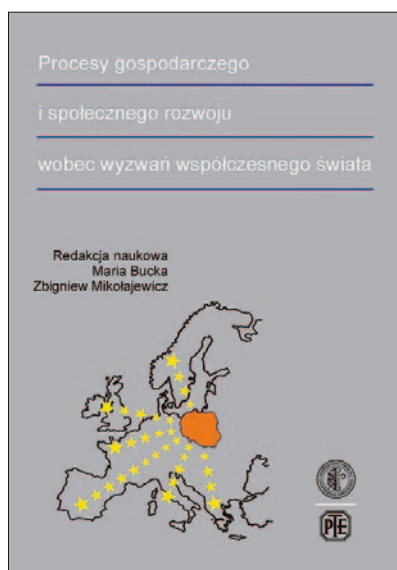 Procesy gospodarczego
i społecznego rozwoju
wobec wyzwań współczesnego świata
Redakcja naukowa
Maria Bucka
Zbigniew Mikołajewicz
PTE